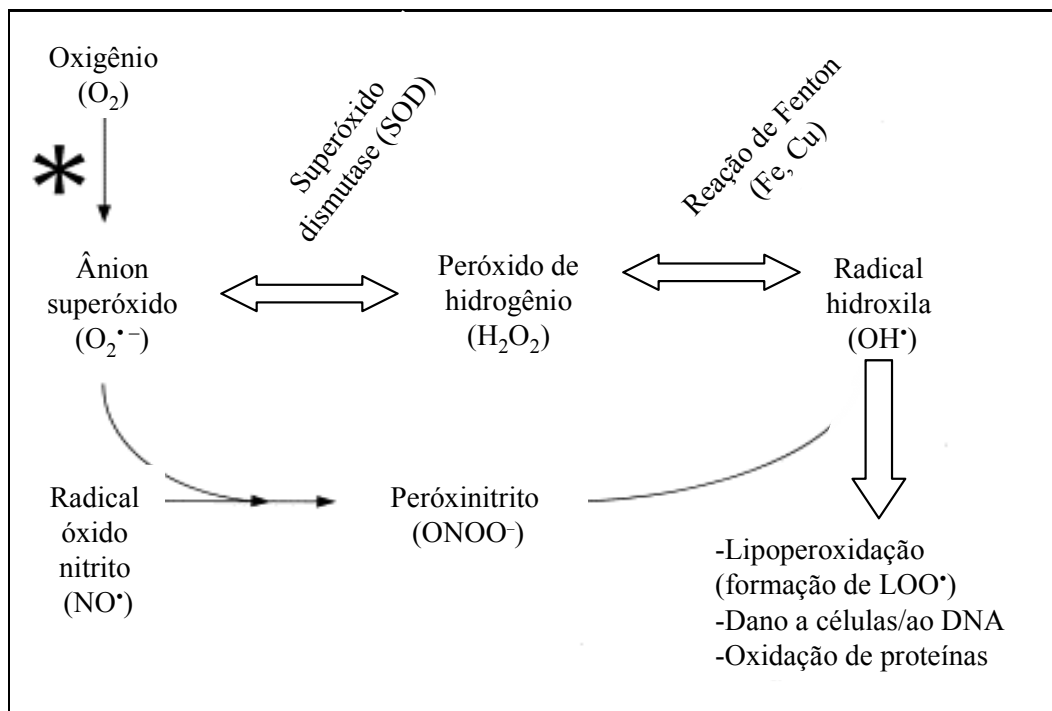 Oxigênio
(O₂)
*
Superóxido
dismutase (SOD)
Reação de Fenton
(Fe, Cu)
Ânion
superóxido
(O₂•⁻)
Peróxido de
hidrogênio
(H₂O₂)
Radical
hidroxila
(OH•)
Radical
óxido
nitrito
(NO•)
Peróxinitrito
(ONOO⁻)
-Lipoperoxidação
(formação de LOO•)
-Dano a células/ao DNA
-Oxidação de proteínas